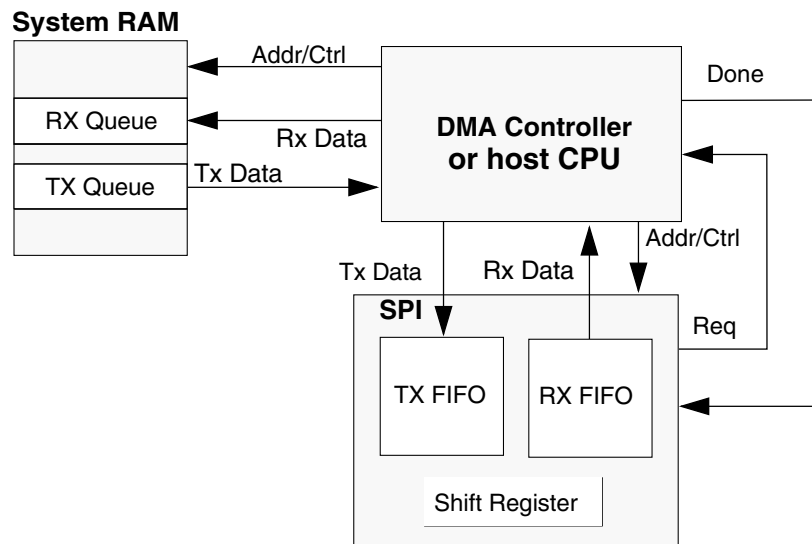 System RAM
Addr/Ctrl
Done
RX Queue
Rx Data
DMA Controller
or host CPU
TX Queue
Tx Data
Addr/Ctrl
Tx Data
Rx Data
SPI
Req
TX FIFO
RX FIFO
Shift Register